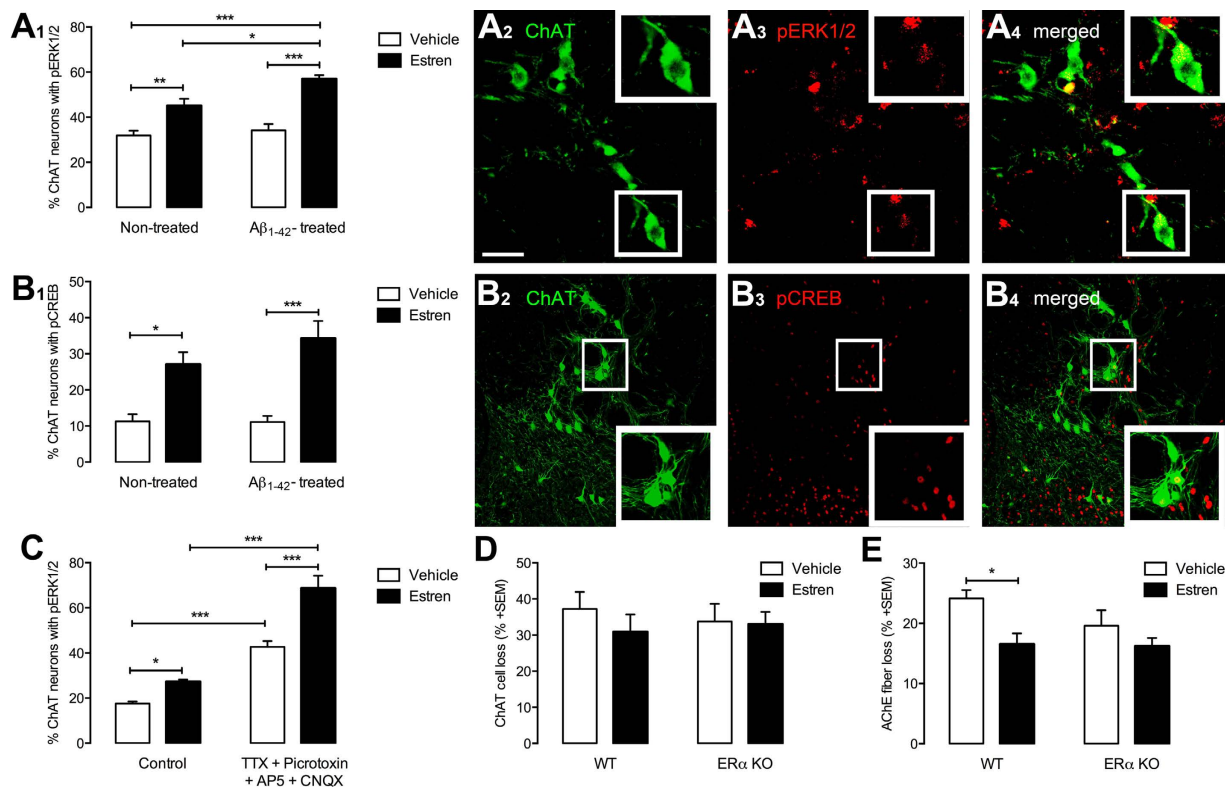 A1
% ChAT neurons with pERK1/2
80
60
40
20
0
***
*
**
***
Vehicle
Estren
Non-treated
Aβ1-42- treated
A2 ChAT
A3 pERK1/2
A4 merged
B1
% ChAT neurons with pCREB
50
40
30
20
10
0
*
***
Vehicle
Estren
Non-treated
Aβ1-42- treated
B2 ChAT
B3 pCREB
B4 merged
C
% ChAT neurons with pERK1/2
80
60
40
20
0
***
***
***
*
Vehicle
Estren
Control
TTX + Picrotoxin
+ AP5 + CNQX
D
ChAT cell loss (% +SEM)
50
40
30
20
10
0
Vehicle
Estren
WT
ERα KO
E
AChE fiber loss (% +SEM)
30
20
10
0
*
Vehicle
Estren
WT
ERα KO